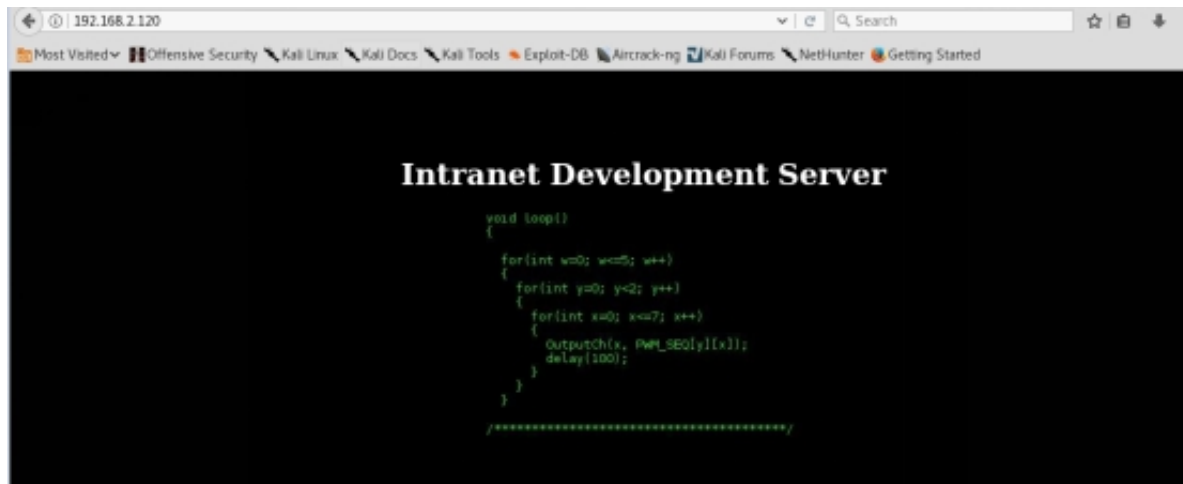 192.168.2.120
Search
Most Visited Offensive Security Kali Linux Kali Docs Kali Tools Exploit-DB Aircrack-ng Kali Forums NetHunter Getting Started
Intranet Development Server
void loop()
{
for(int w=0; w<=5; w++)
{
for(int y=0; y<2; y++)
{
for(int x=0; x<=7; x++)
{
OutputCh(x, PWM_SEQ[y][x]);
delay(100);
}
}
}
/***************************************/